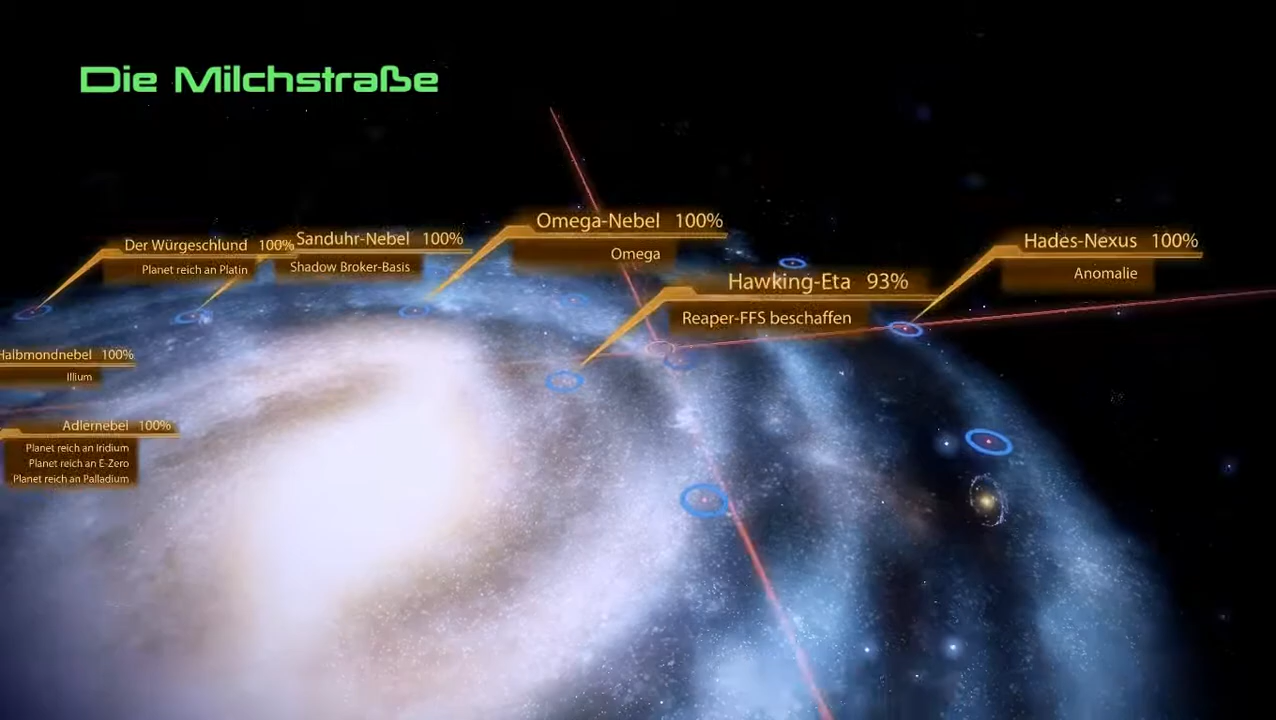 Die Milchstraße
Der Würgeschlund 100%
Planet reich an Platin
Sanduhr-Nebel 100%
Shadow Broker-Basis
Omega-Nebel 100%
Omega
Hawking-Eta 93%
Reaper-FFS beschaffen
Hades-Nexus 100%
Anomalie
Halbmondnebel 100%
Illium
Adlernebel 100%
Planet reich an Iridium
Planet reich an E-Zero
Planet reich an Palladium